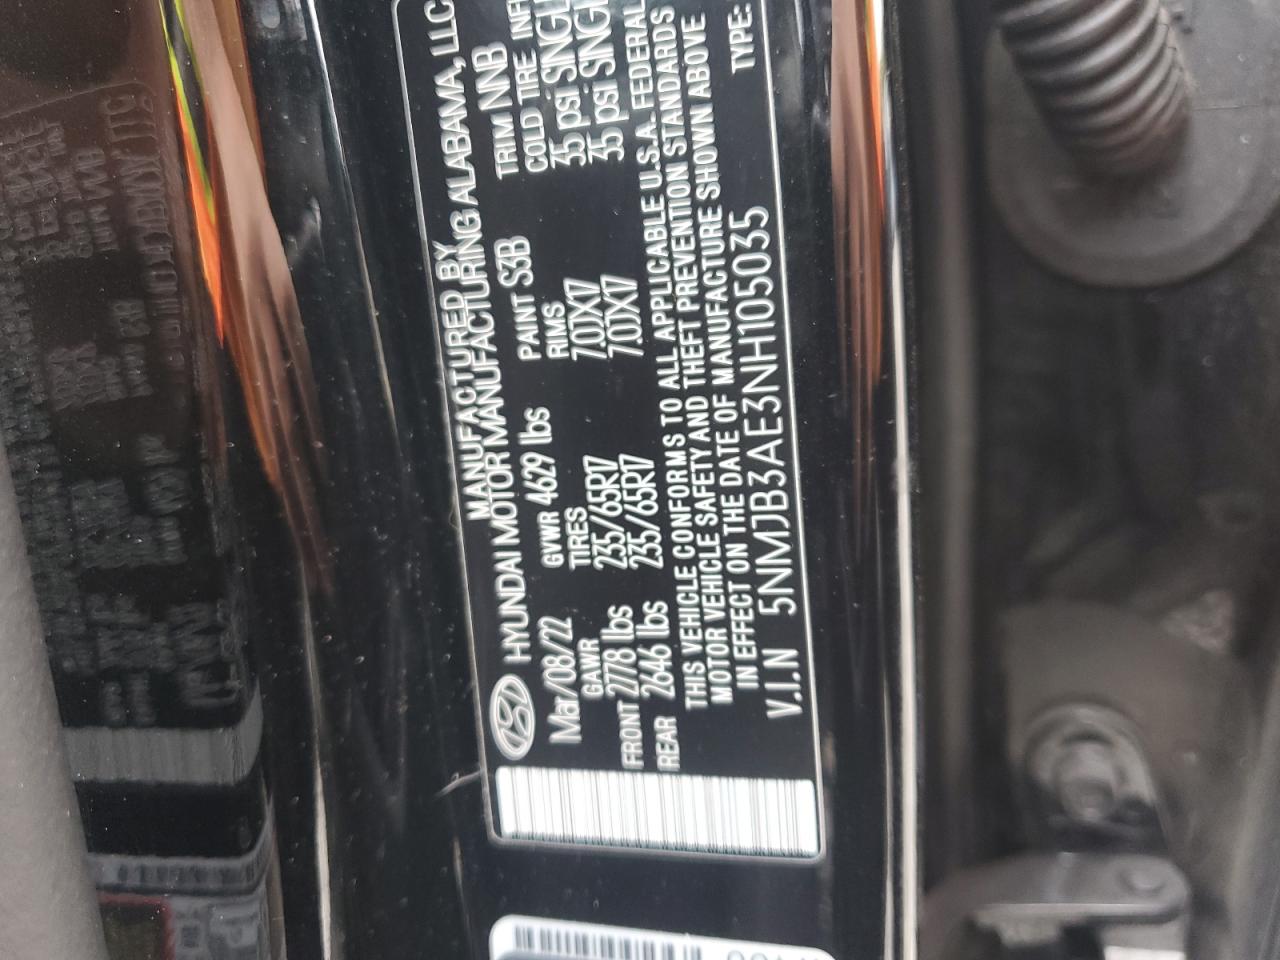 MANUFACTURED BY
HYUNDAI MOTOR MANUFACTURING ALABAMA, LLC
Mar/08/22 GVWR 4629 lbs PAINT S3B TRIM NNB
GAWR TIRES RIMS COLD TIRE INF
FRONT 2778 lbs 235/65R17 7.0JX17 35 psi SINGL
REAR 2646 lbs 235/65R17 7.0JX17 35 psi SINGL
THIS VEHICLE CONFORMS TO ALL APPLICABLE U.S.A. FEDERAL
MOTOR VEHICLE SAFETY AND THEFT PREVENTION STANDARDS
IN EFFECT ON THE DATE OF MANUFACTURE SHOWN ABOVE
V.I.N 5NMJB3AE3NH105035 TYPE: